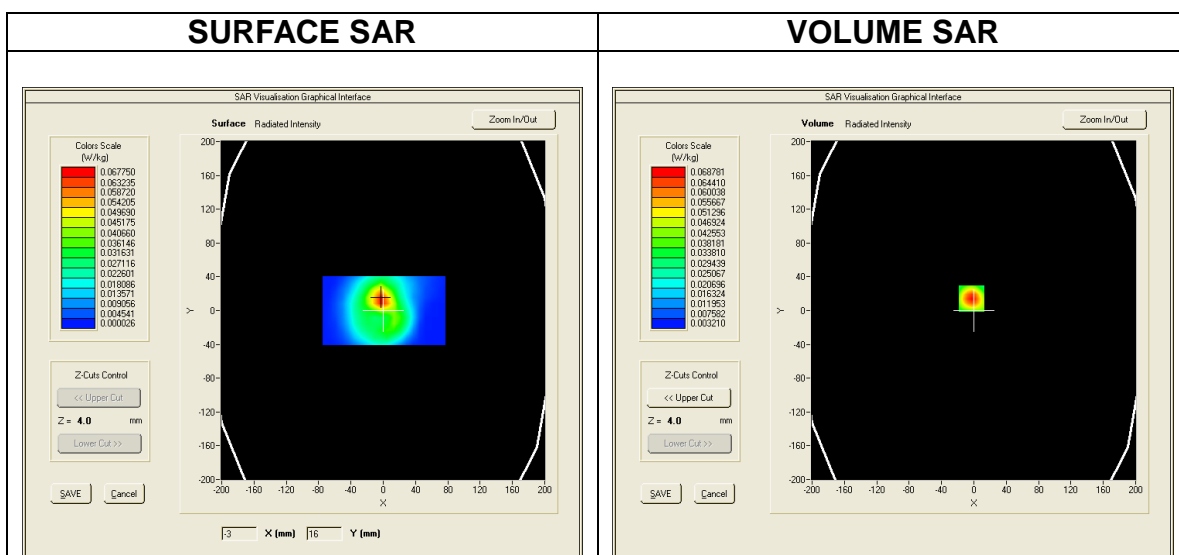 SURFACE SAR
VOLUME SAR
SAR Visualisation Graphical Interface
Surface Radiated Intensity
Zoom In/Out
Colors Scale
(W/kg)
0.067750
0.063235
0.058720
0.054205
0.049690
0.045175
0.040660
0.036146
0.031631
0.027116
0.022601
0.018086
0.013571
0.009056
0.004541
0.000026
200
160
120
80
40
0
-40
-80
-120
-160
-200
Y
-200 -160 -120 -80 -40 0 40 80 120 160 200
X
Z-Cuts Control
<< Upper Cut
Z = 4.0 mm
Lower Cut >>
SAVE Cancel
-3 X (mm) 16 Y (mm)
SAR Visualisation Graphical Interface
Volume Radiated Intensity
Zoom In/Out
Colors Scale
(W/kg)
0.068781
0.064410
0.060038
0.055667
0.051296
0.046924
0.042553
0.038181
0.033810
0.029439
0.025067
0.020696
0.016324
0.011953
0.007582
0.003210
200
160
120
80
40
0
-40
-80
-120
-160
-200
Y
-200 -160 -120 -80 -40 0 40 80 120 160 200
X
Z-Cuts Control
<< Upper Cut
Z = 4.0 mm
Lower Cut >>
SAVE Cancel